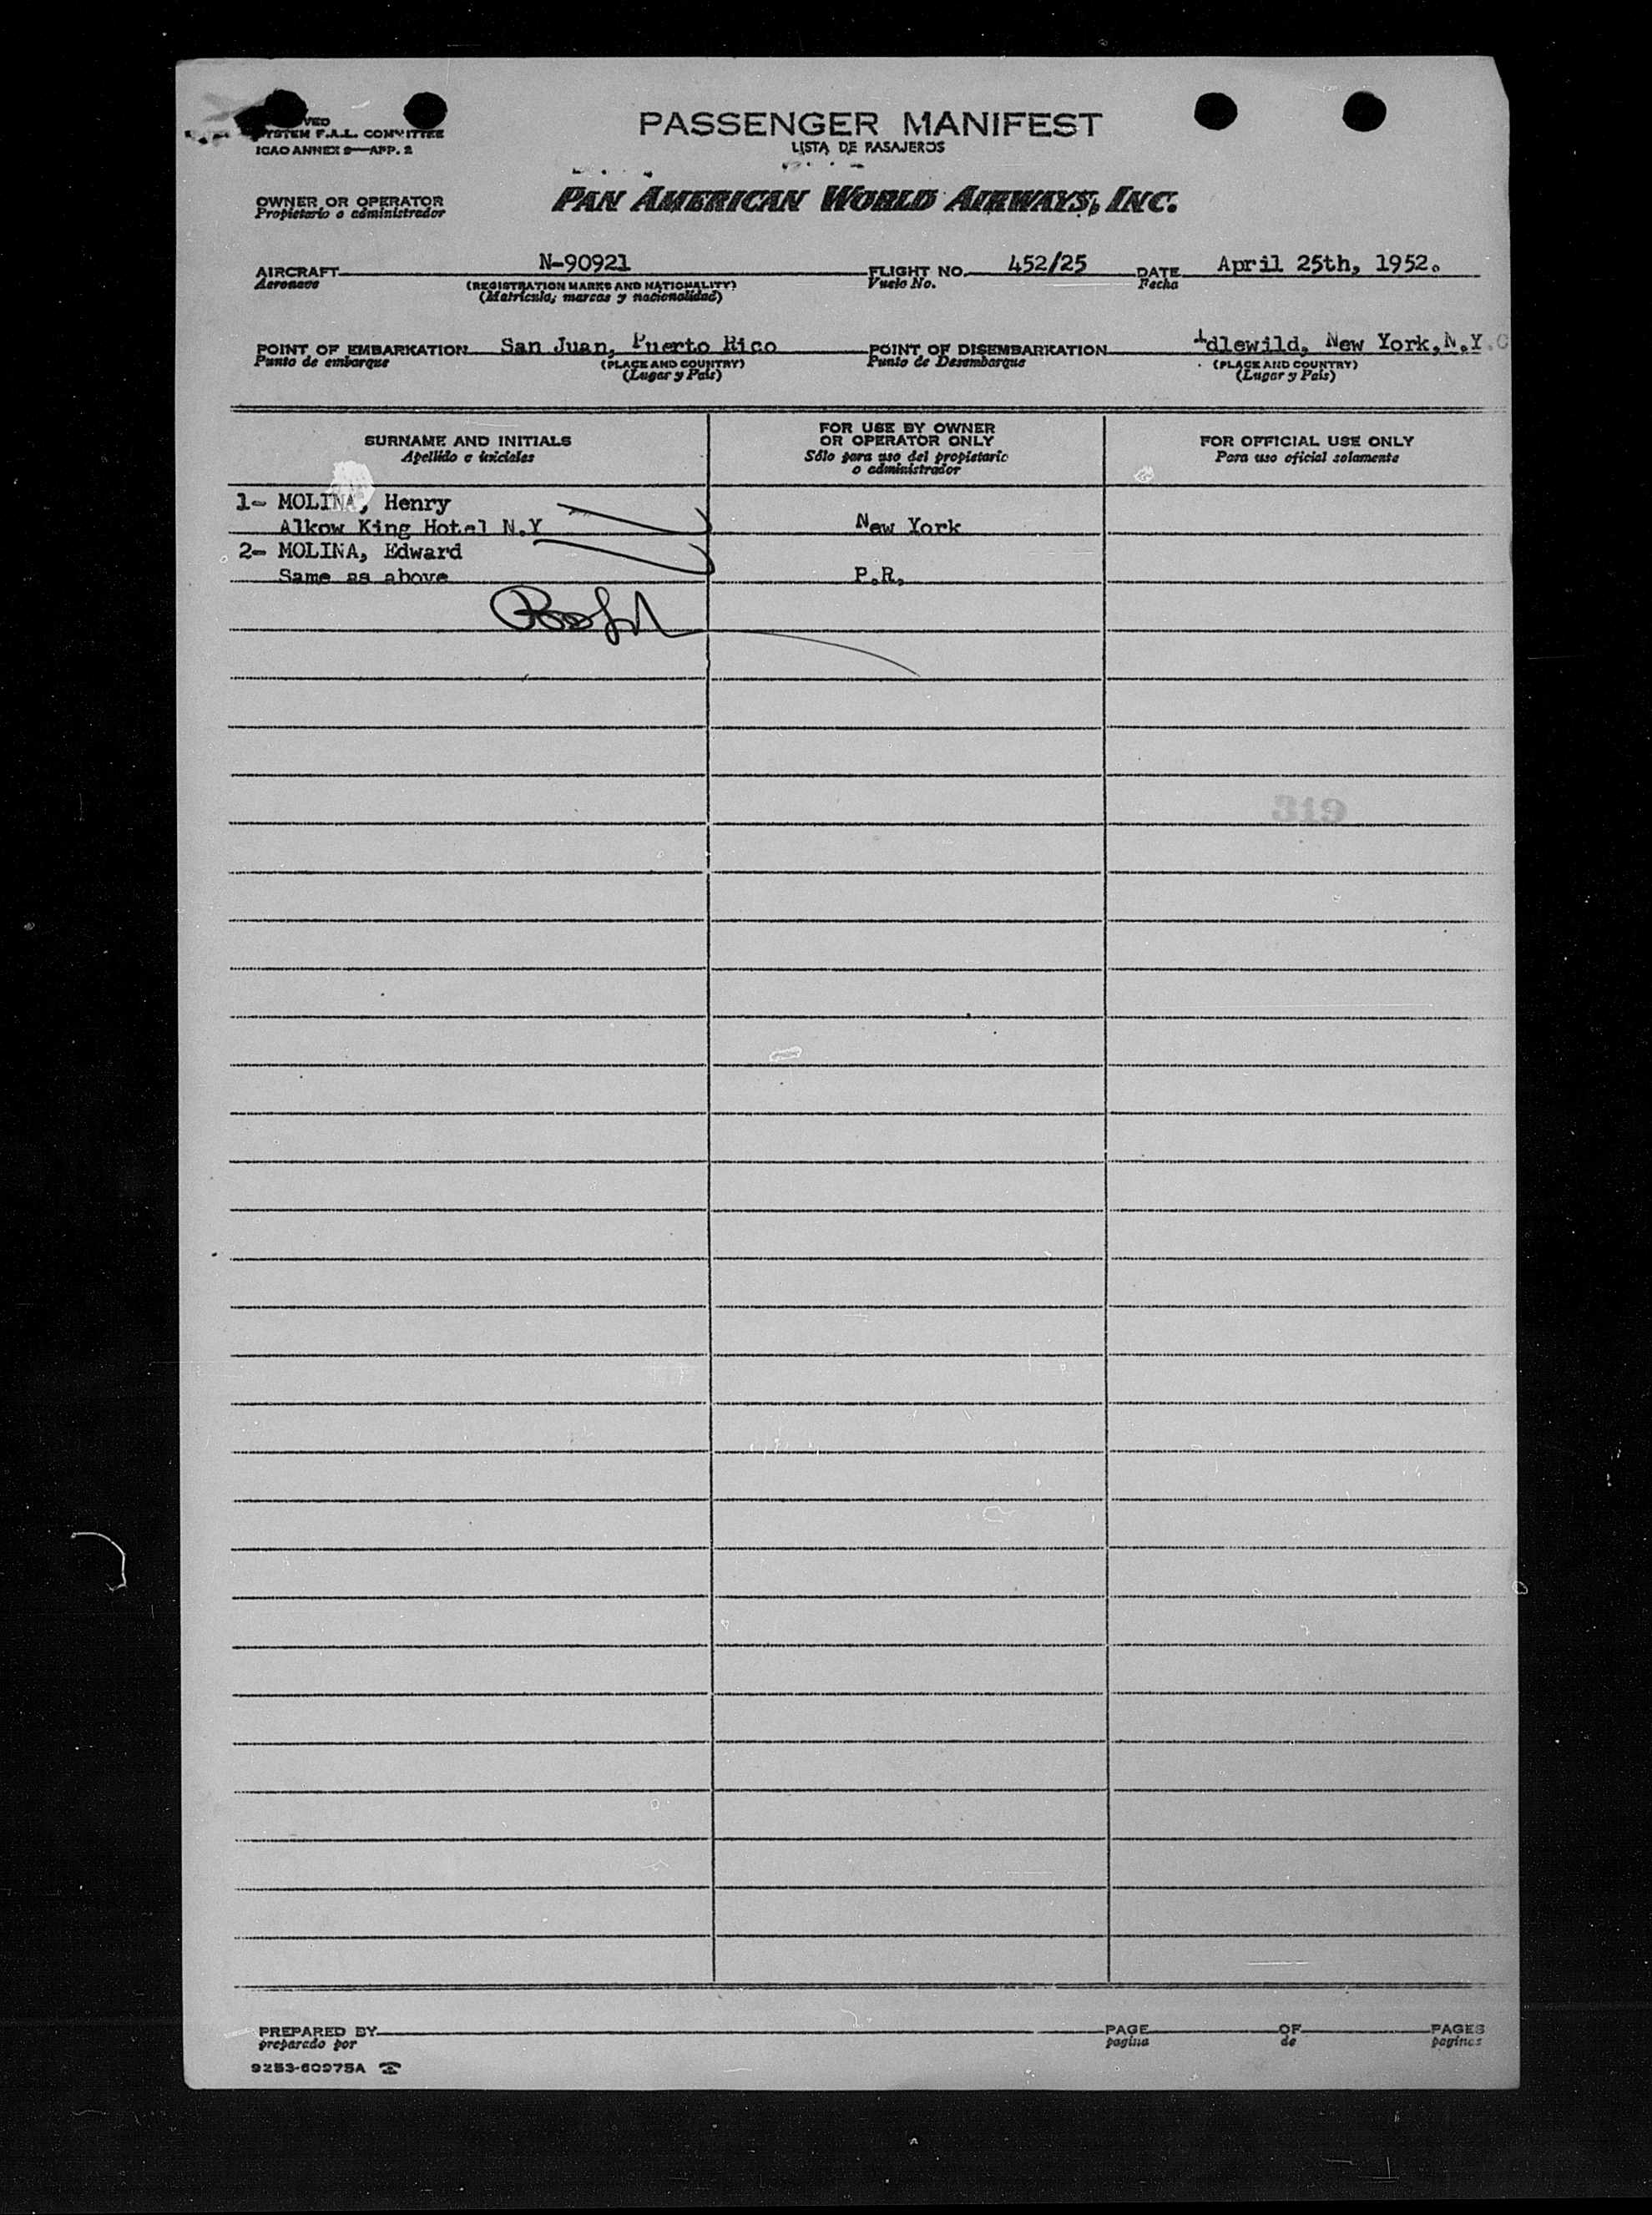 PASSENGER MANIFEST
LISTA DE PASAJEROS
SYSTEM F.A.L. COMMITTEE
ICAO ANNEX 9—APP. 2
OWNER OR OPERATOR PAN AMERICAN WORLD AIRWAYS, INC.
Propietario o administrador
AIRCRAFT N-90921 FLIGHT NO. 452/25 DATE April 25th, 1952.
Aeronave (REGISTRATION MARKS AND NATIONALITY) Vuelo No. Fecha
(Matricula; marcas y nacionalidad)
POINT OF EMBARKATION San Juan, Puerto Rico POINT OF DISEMBARKATION Idlewild, New York, N.Y.C
Punto de embarque (PLACE AND COUNTRY) Punto de Desembarque (PLACE AND COUNTRY)
(Lugar y País) (Lugar y País)
SURNAME AND INITIALS FOR USE BY OWNER OR OPERATOR ONLY FOR OFFICIAL USE ONLY
Apellido e iniciales Sólo para uso del propietario o administrador Para uso oficial solamente
1- MOLINA, Henry
Alkow King Hotel N.Y New York
2- MOLINA, Edward
Same as above P.R.
319
PREPARED BY PAGE OF PAGES
preparado por pagina de paginas
9253-60975A